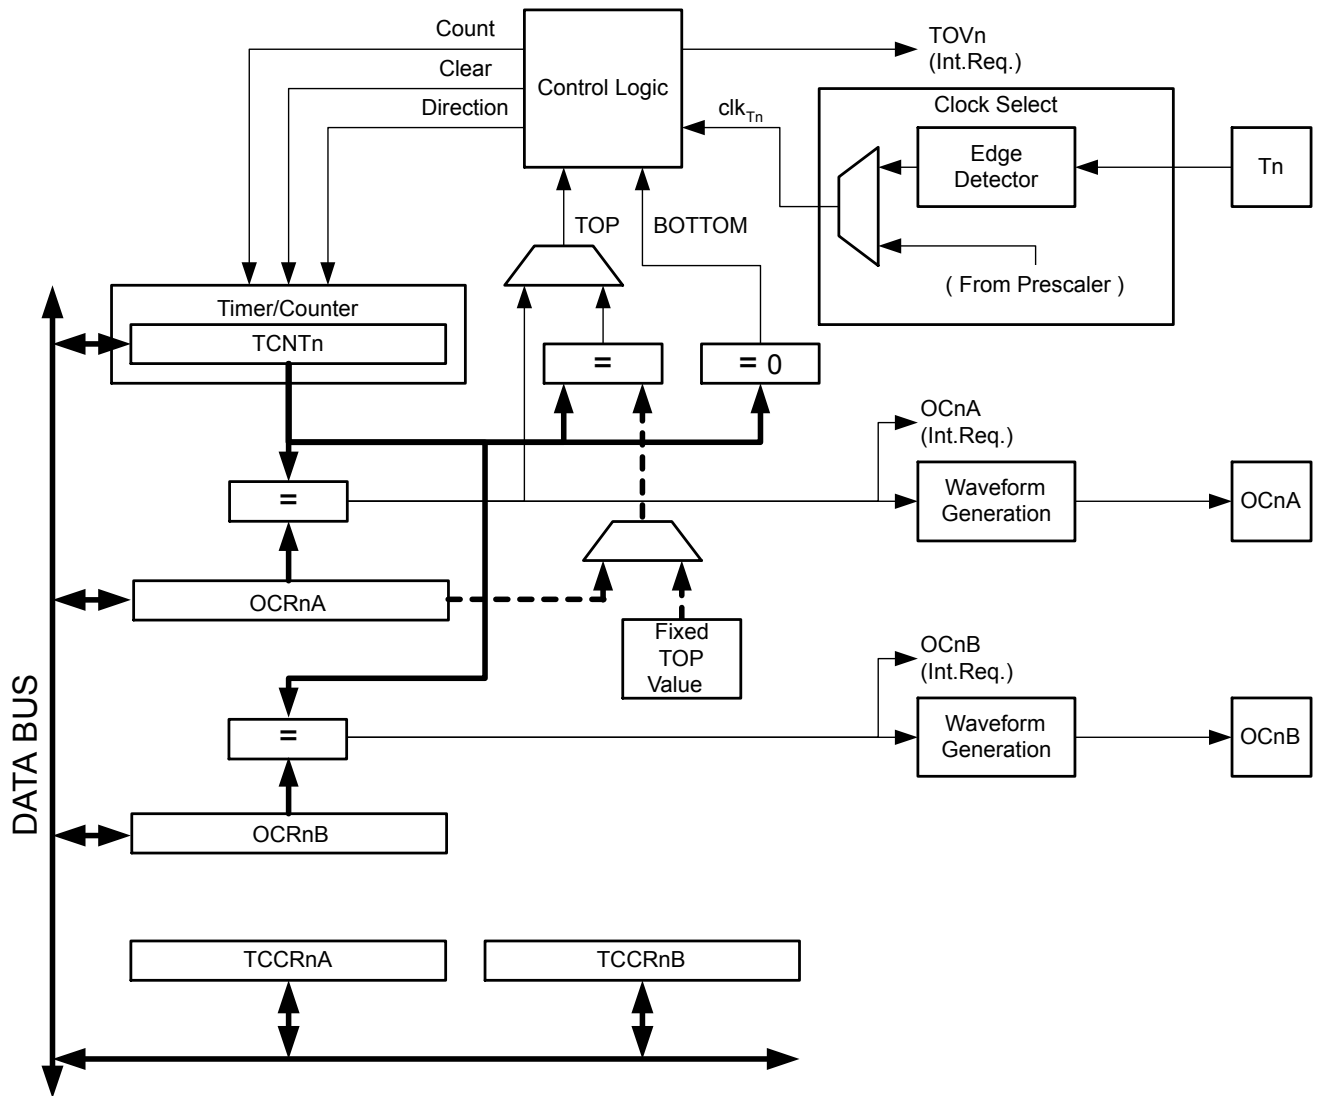 Count
Clear
Direction
Control Logic
TOVn
(Int.Req.)
clkTn
Clock Select
Edge
Detector
Tn
( From Prescaler )
TOP
BOTTOM
Timer/Counter
TCNTn
=
= 0
OCnA
(Int.Req.)
=
Waveform
Generation
OCnA
OCRnA
Fixed
TOP
Value
OCnB
(Int.Req.)
=
Waveform
Generation
OCnB
OCRnB
DATA BUS
TCCRnA
TCCRnB